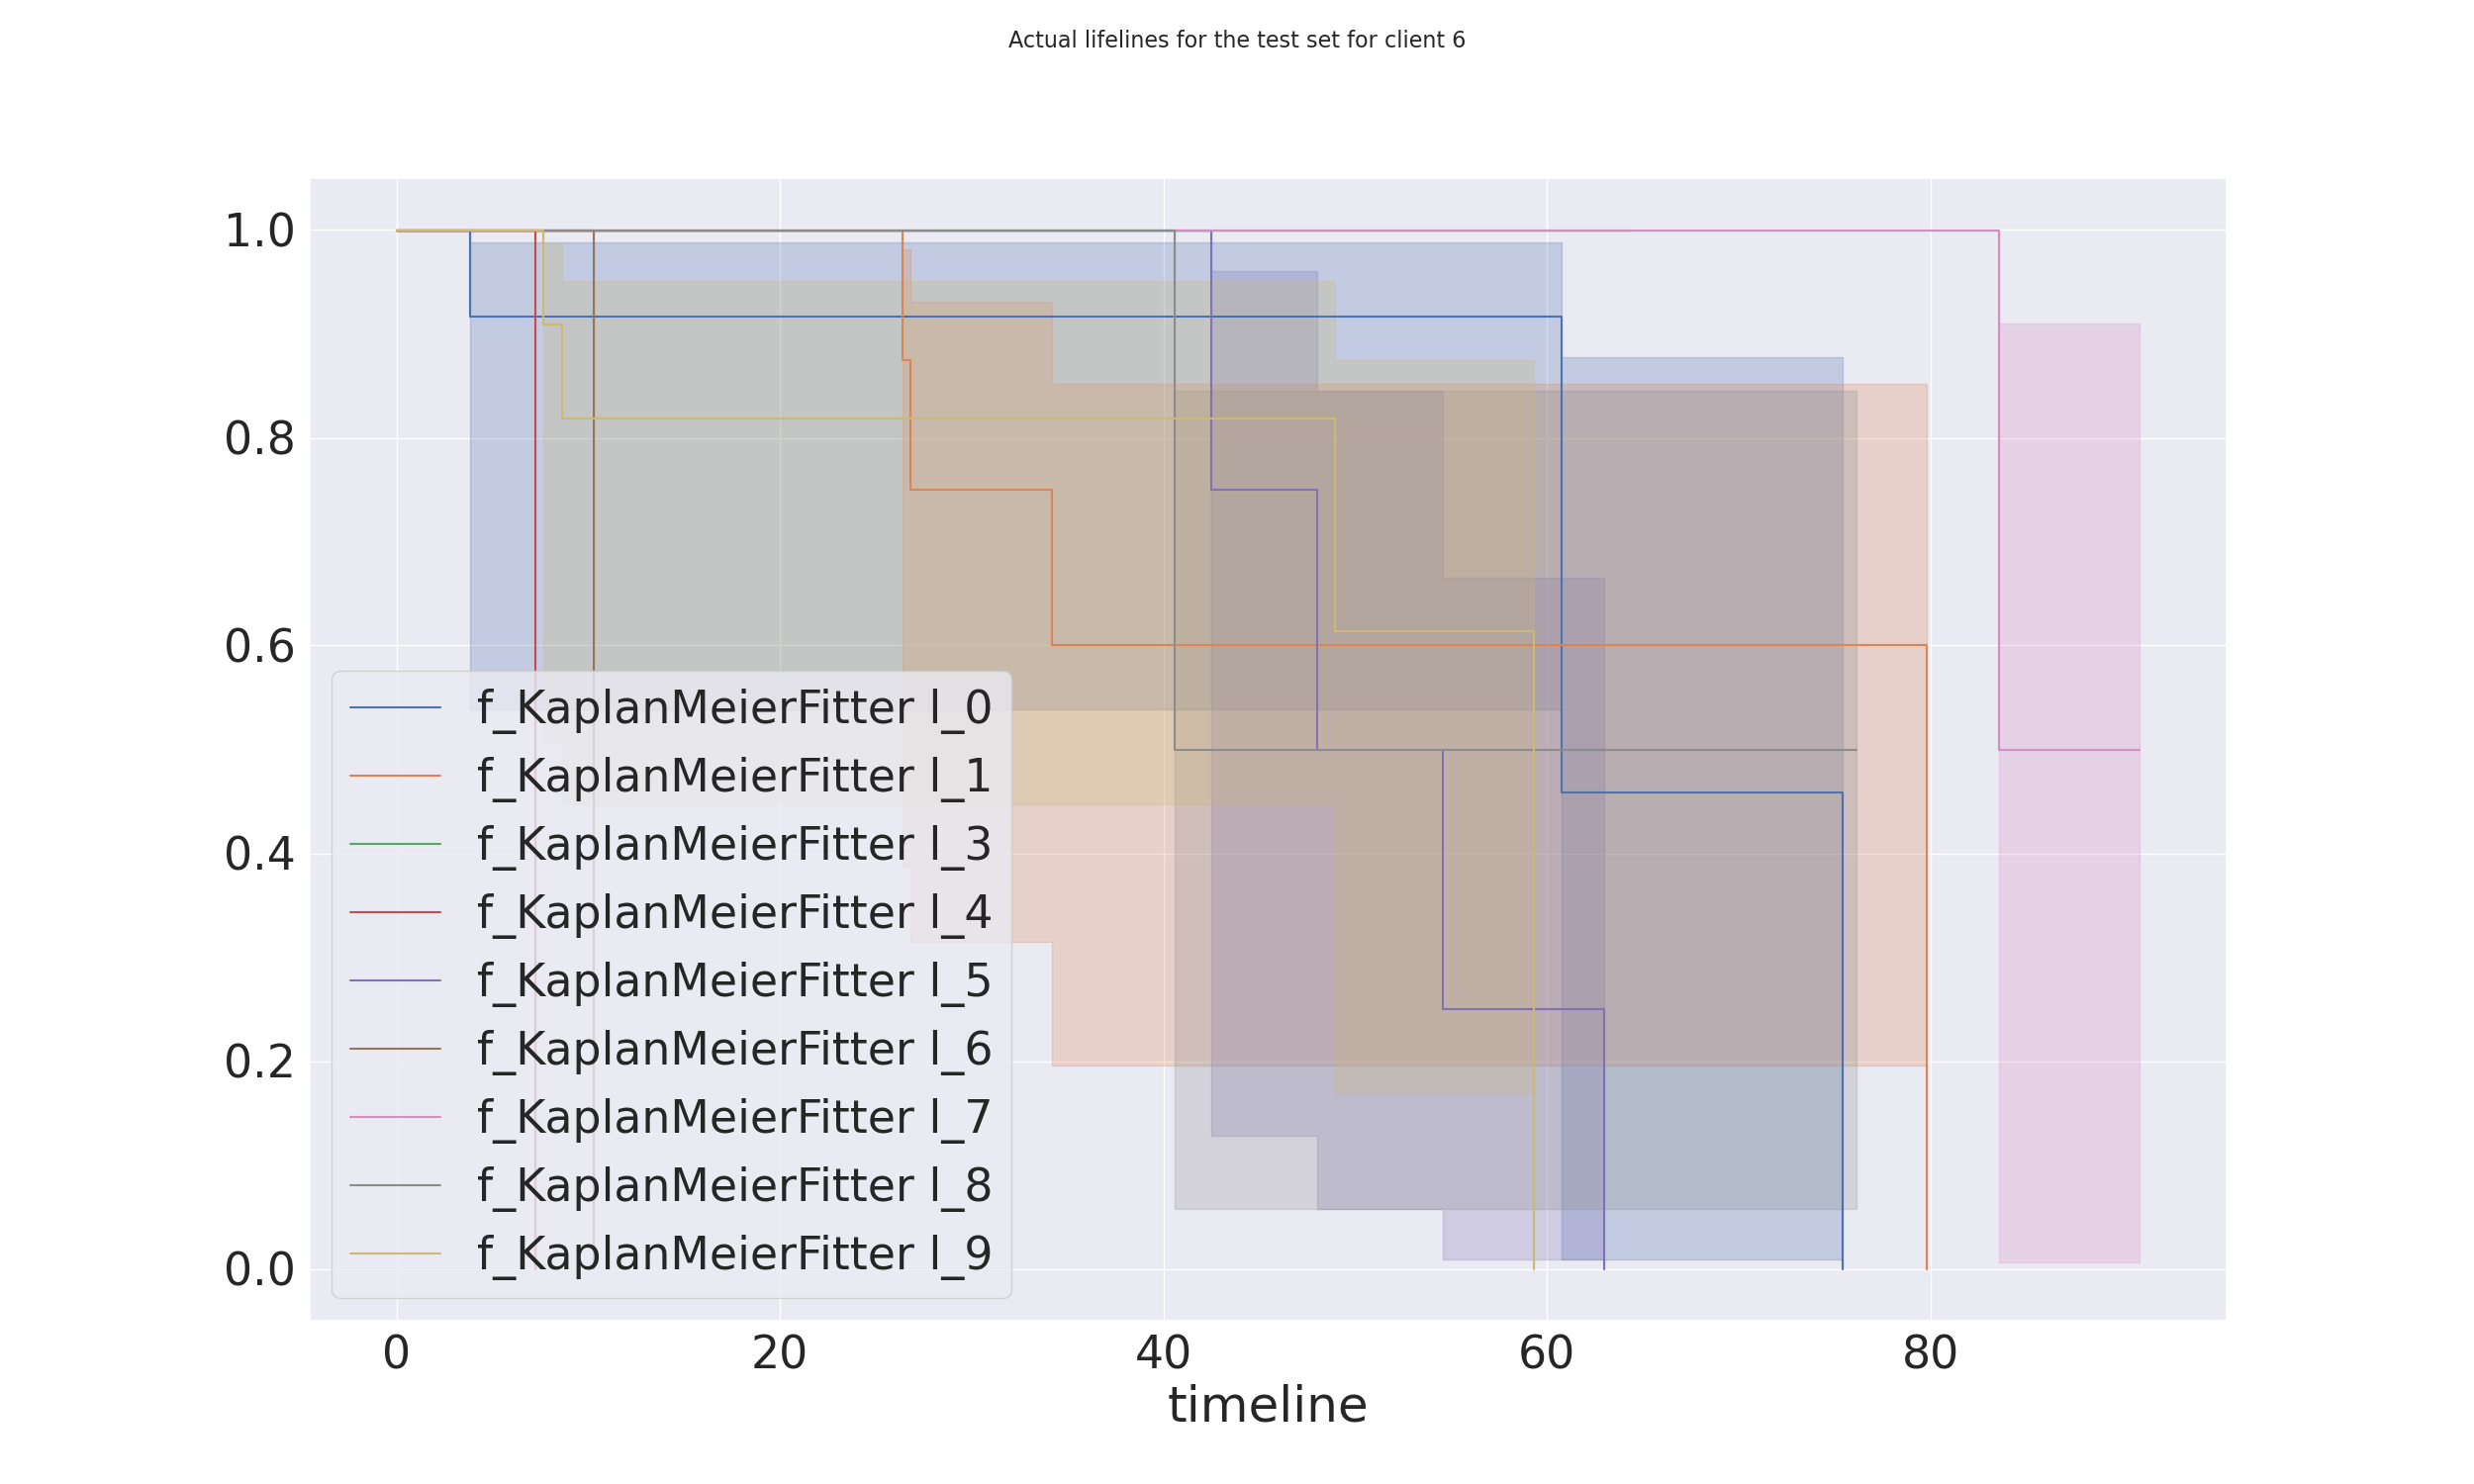 Actual lifelines for the test set for client 6
1.0
0.8
0.6
0.4
0.2
0.0
f_KaplanMeierFitter l_0
f_KaplanMeierFitter l_1
f_KaplanMeierFitter l_3
f_KaplanMeierFitter l_4
f_KaplanMeierFitter l_5
f_KaplanMeierFitter l_6
f_KaplanMeierFitter l_7
f_KaplanMeierFitter l_8
f_KaplanMeierFitter l_9
0 20 40 60 80
timeline